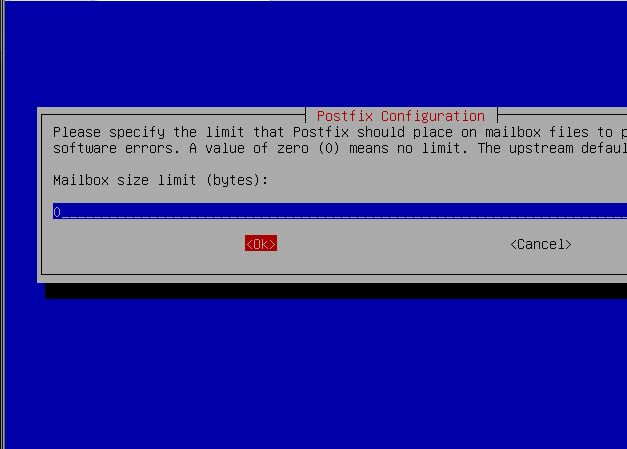 Postfix Configuration
Please specify the limit that Postfix should place on mailbox files to
software errors. A value of zero (0) means no limit. The upstream
Mailbox size limit (bytes):
0
<Ok> <Cancel>